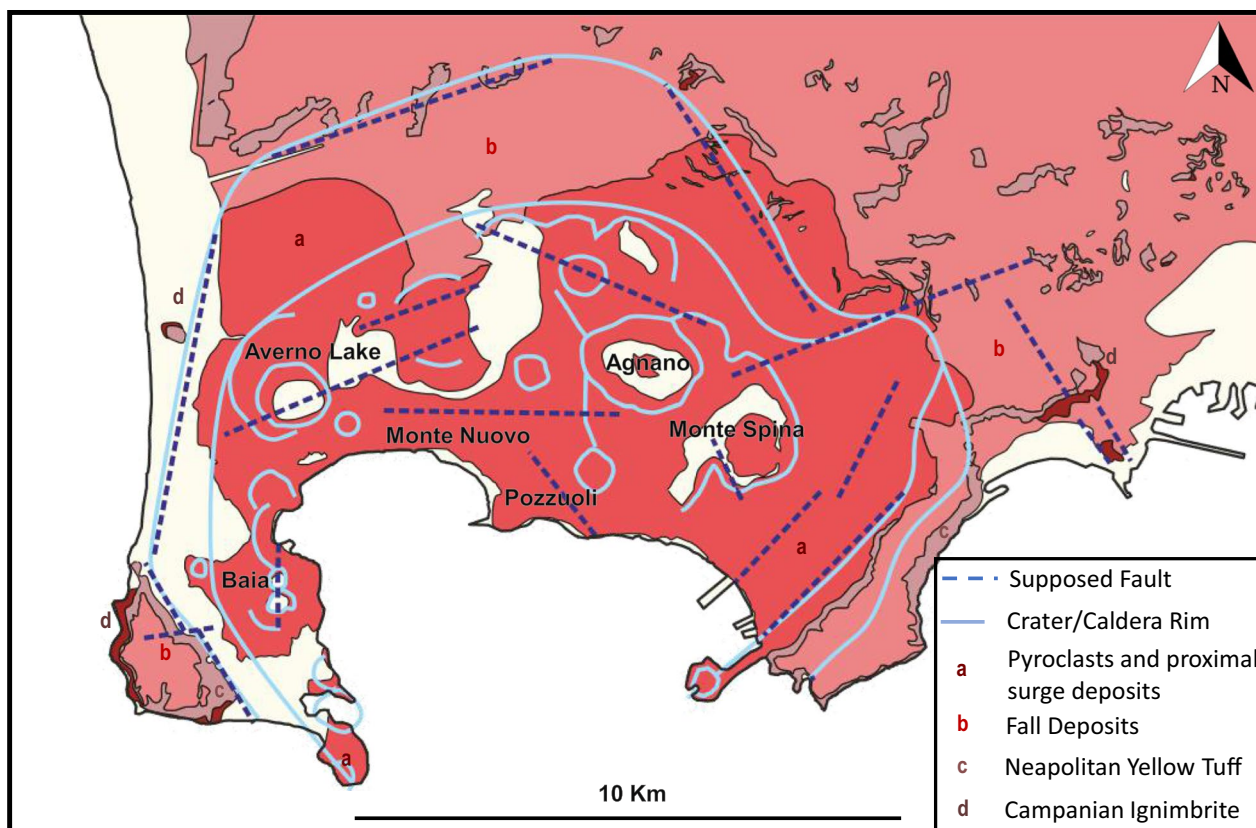 N
b
a
d
Averno Lake
Agnano
b
d
Monte Nuovo
Monte Spina
Pozzuoli
a
c
Baia
d
b
c
a
10 Km
Supposed Fault
Crater/Caldera Rim
a Pyroclasts and proximal
surge deposits
b Fall Deposits
c Neapolitan Yellow Tuff
d Campanian Ignimbrite